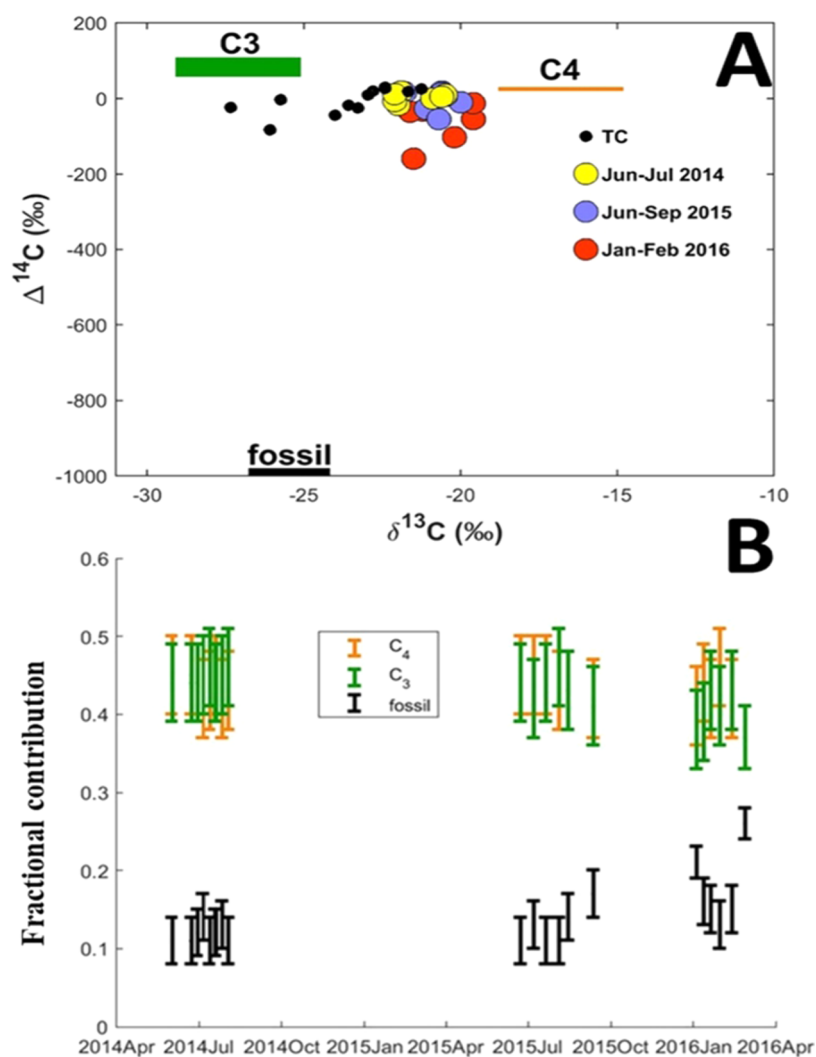 A
200
0
-200
-400
-600
-800
-1000
Δ14C (‰)
C3
C4
TC
Jun-Jul 2014
Jun-Sep 2015
Jan-Feb 2016
fossil
-30 -25 -20 -15 -10
δ13C (‰)
B
0.6
0.5
0.4
0.3
0.2
0.1
0
Fractional contribution
C4
C3
fossil
2014Apr 2014Jul 2014Oct 2015Jan 2015Apr 2015Jul 2015Oct 2016Jan 2016Apr